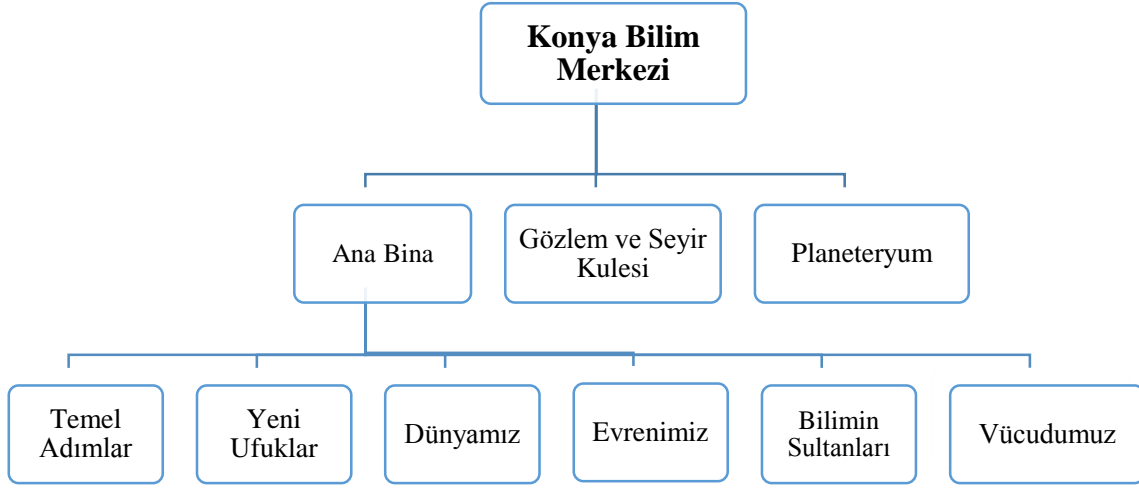 Konya Bilim
Merkezi
Ana Bina
Gözlem ve Seyir
Kulesi
Planeteryum
Temel
Adımlar
Yeni
Ufuklar
Dünyamız
Evrenimiz
Bilimin
Sultanları
Vücudumuz